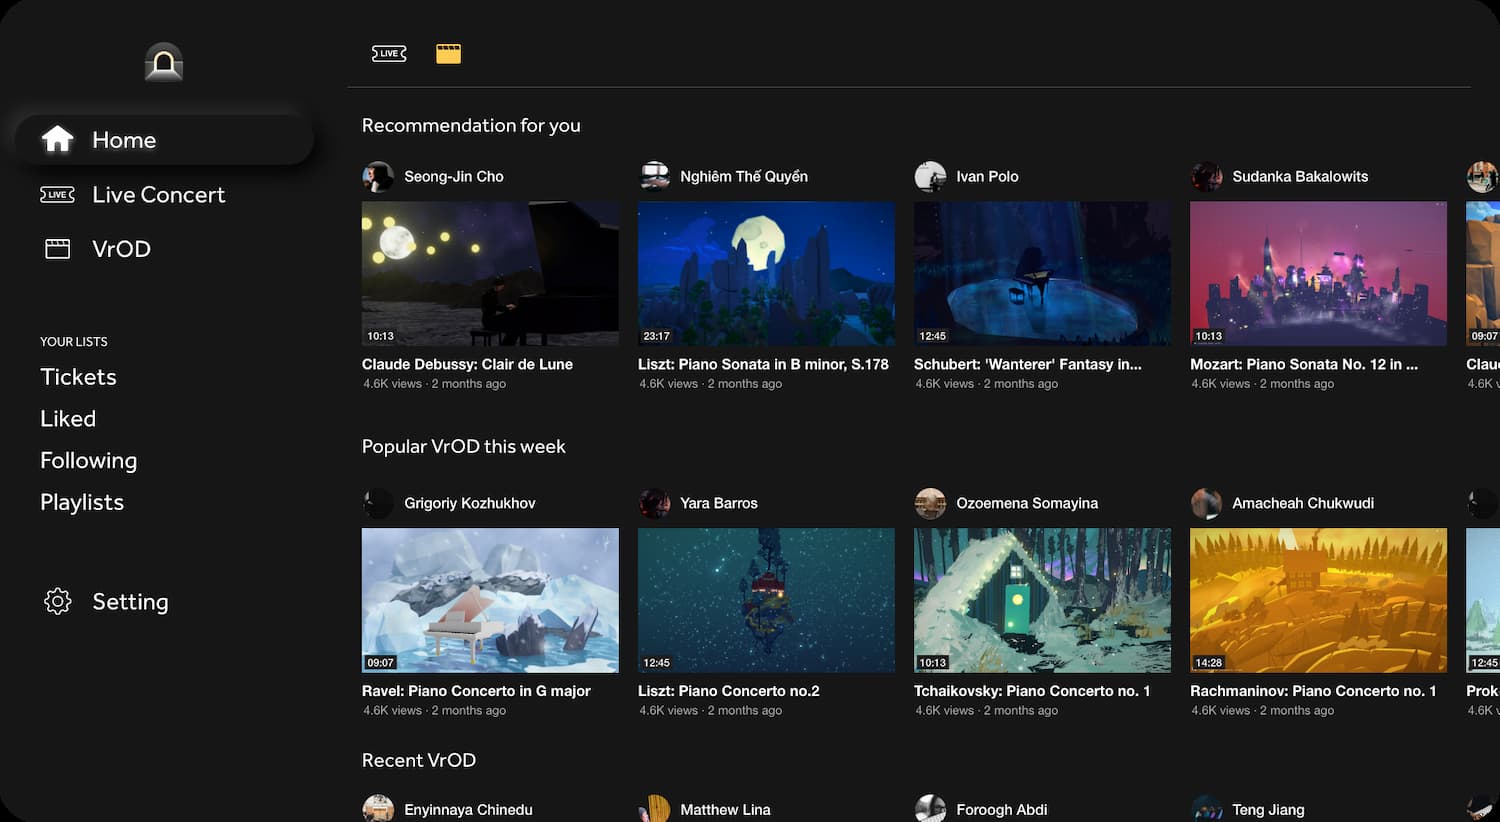 LIVE
Home
LIVE Live Concert
VrOD
YOUR LISTS
Tickets
Liked
Following
Playlists
Setting
Recommendation for you
Seong-Jin Cho
10:13
Claude Debussy: Clair de Lune
4.6K views · 2 months ago
Nghiêm Thế Quyền
23:17
Liszt: Piano Sonata in B minor, S.178
4.6K views · 2 months ago
Ivan Polo
12:45
Schubert: 'Wanterer' Fantasy in...
4.6K views · 2 months ago
Sudanka Bakalowits
10:13
Mozart: Piano Sonata No. 12 in ...
4.6K views · 2 months ago
09:07
Clau
4.6K v
Popular VrOD this week
Grigoriy Kozhukhov
09:07
Ravel: Piano Concerto in G major
4.6K views · 2 months ago
Yara Barros
12:45
Liszt: Piano Concerto no.2
4.6K views · 2 months ago
Ozoemena Somayina
10:13
Tchaikovsky: Piano Concerto no. 1
4.6K views · 2 months ago
Amacheah Chukwudi
14:28
Rachmaninov: Piano Concerto no. 1
4.6K views · 2 months ago
12:45
Prok
4.6K v
Recent VrOD
Enyinnaya Chinedu
Matthew Lina
Foroogh Abdi
Teng Jiang